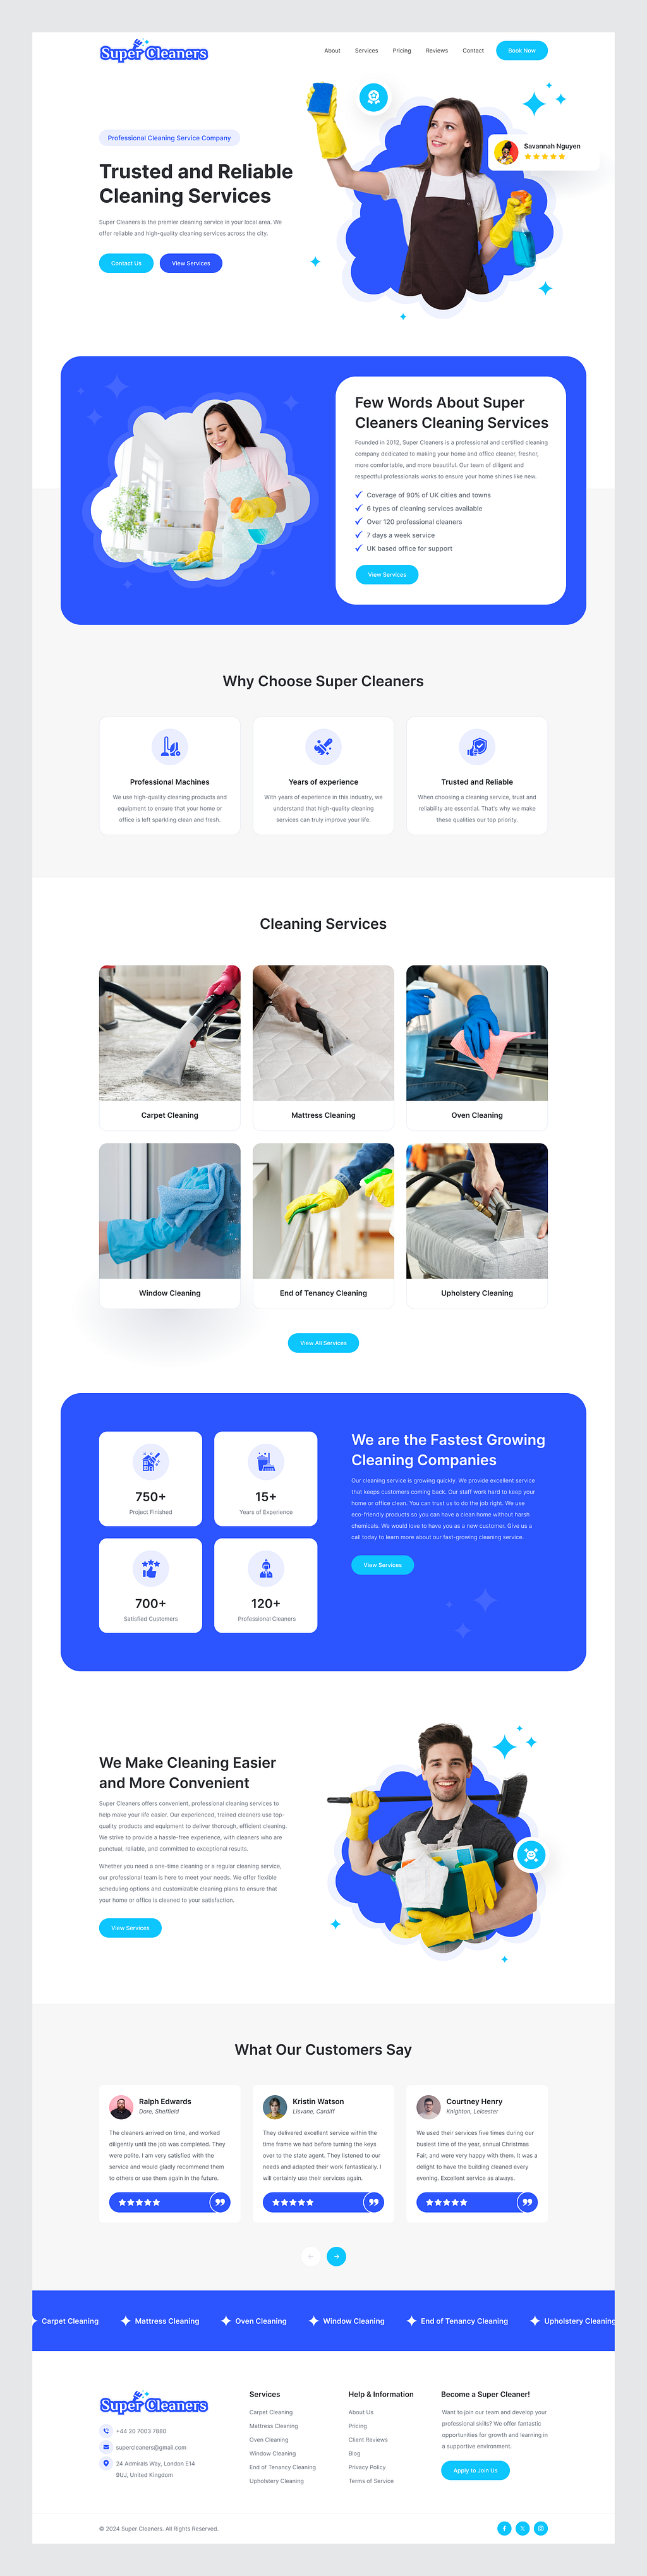 Super Cleaners
About
Services
Pricing
Reviews
Contact
Book Now
Professional Cleaning Service Company
Trusted and Reliable
Cleaning Services
Super Cleaners is the premier cleaning service in your local area. We
offer reliable and high-quality cleaning services across the city.
Contact Us
View Services
Savannah Nguyen
Few Words About Super
Cleaners Cleaning Services
Founded in 2012, Super Cleaners is a professional and certified cleaning
company dedicated to making your home and office cleaner, fresher,
more comfortable, and more beautiful. Our team of diligent and
respectful professionals works to ensure your home shines like new.
Coverage of 90% of UK cities and towns
6 types of cleaning services available
Over 120 professional cleaners
7 days a week service
UK based office for support
View Services
Why Choose Super Cleaners
Professional Machines
We use high-quality cleaning products and
equipment to ensure that your home or
office is left sparkling clean and fresh.
Years of experience
With years of experience in this industry, we
understand that high-quality cleaning
services can truly improve your life.
Trusted and Reliable
When choosing a cleaning service, trust and
reliability are essential. That's why we make
these qualities our top priority.
Cleaning Services
Carpet Cleaning
Mattress Cleaning
Oven Cleaning
Window Cleaning
End of Tenancy Cleaning
Upholstery Cleaning
View All Services
750+
Project Finished
15+
Years of Experience
700+
Satisfied Customers
120+
Professional Cleaners
We are the Fastest Growing
Cleaning Companies
Our cleaning service is growing quickly. We provide excellent service
that keeps customers coming back. Our staff work hard to keep your
home or office clean. You can trust us to do the job right. We use
eco-friendly products so you can have a clean home without harsh
chemicals. We would love to have you as a new customer. Give us a
call today to learn more about our fast-growing cleaning service.
View Services
We Make Cleaning Easier
and More Convenient
Super Cleaners offers convenient, professional cleaning services to
help make your life easier. Our experienced, trained cleaners use top-
quality products and equipment to deliver thorough, efficient cleaning.
We strive to provide a hassle-free experience, with cleaners who are
punctual, reliable, and committed to exceptional results.
Whether you need a one-time cleaning or a regular cleaning service,
our professional team is here to meet your needs. We offer flexible
scheduling options and customizable cleaning plans to ensure that
your home or office is cleaned to your satisfaction.
View Services
What Our Customers Say
Ralph Edwards
Dore, Sheffield
The cleaners arrived on time, and worked
diligently until the job was completed. They
were polite. I am very satisfied with the
service and would gladly recommend them
to others or use them again in the future.
Kristin Watson
Lisvane, Cardiff
They delivered excellent service within the
time frame we had before turning the keys
over to the state agent. They listened to our
needs and adapted their work fantastically. I
will certainly use their services again.
Courtney Henry
Knighton, Leicester
We used their services five times during our
busiest time of the year, annual Christmas
Fair, and were very happy with them. It was a
delight to have the building cleaned every
evening. Excellent service as always.
Carpet Cleaning
Mattress Cleaning
Oven Cleaning
Window Cleaning
End of Tenancy Cleaning
Upholstery Cleaning
Super Cleaners
+44 20 7003 7880
supercleaners@gmail.com
24 Admirals Way, London E14
9UJ, United Kingdom
Services
Carpet Cleaning
Mattress Cleaning
Oven Cleaning
Window Cleaning
End of Tenancy Cleaning
Upholstery Cleaning
Help & Information
About Us
Pricing
Client Reviews
Blog
Privacy Policy
Terms of Service
Become a Super Cleaner!
Want to join our team and develop your
professional skills? We offer fantastic
opportunities for growth and learning in
a supportive environment.
Apply to Join Us
© 2024 Super Cleaners. All Rights Reserved.